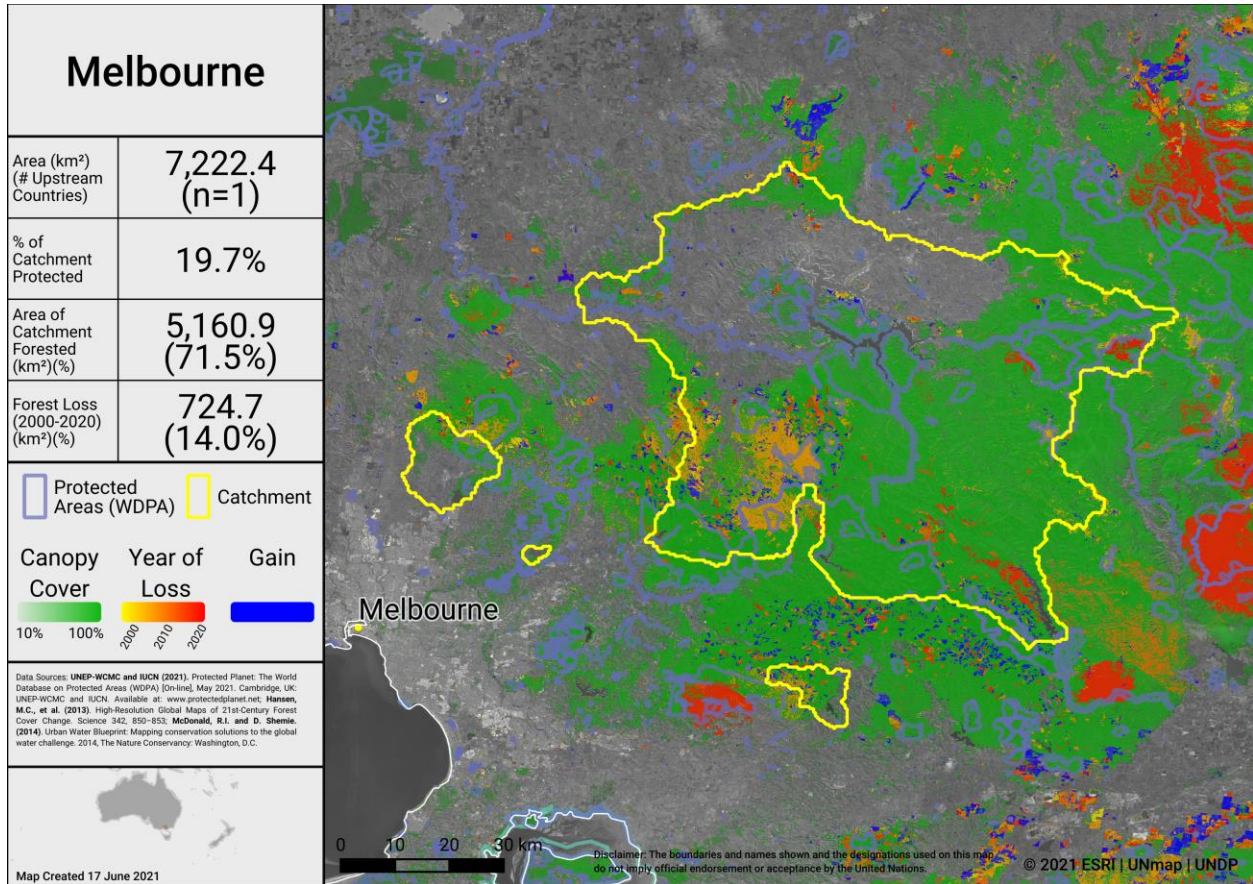 Melbourne
Area (km²)
(# Upstream
Countries)
7,222.4
(n=1)
% of
Catchment
Protected
19.7%
Area of
Catchment
Forested
(km²)(%)
5,160.9
(71.5%)
Forest Loss
(2000-2020)
(km²)(%)
724.7
(14.0%)
Protected
Areas (WDPA)
Catchment
Canopy
Cover
10%
100%
Year of
Loss
2000
2010
2020
Gain
Data Sources: UNEP-WCMC and IUCN (2021). Protected Planet: The World
Database on Protected Areas (WDPA) [On-line], May 2021. Cambridge, UK:
UNEP-WCMC and IUCN. Available at: www.protectedplanet.net; Hansen,
M.C., et al. (2013). High-Resolution Global Maps of 21st-Century Forest
Cover Change. Science 342, 850–853; McDonald, R.I. and D. Shemie.
(2014). Urban Water Blueprint: Mapping conservation solutions to the global
water challenge. 2014, The Nature Conservancy: Washington, D.C.
Map Created 17 June 2021
Melbourne
0 10 20 30 km
Disclaimer: The boundaries and names shown and the designations used on this map
do not imply official endorsement or acceptance by the United Nations.
© 2021 ESRI | UNmap | UNDP